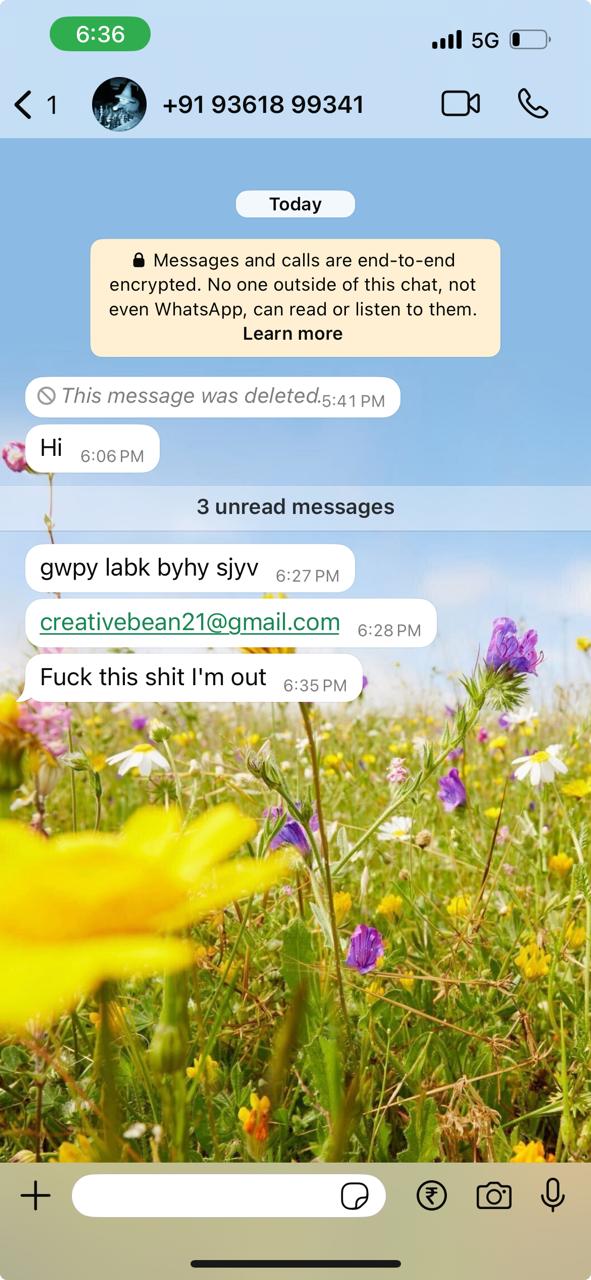 6:36
5G
1
+91 93618 99341
Today
Messages and calls are end-to-end
encrypted. No one outside of this chat, not
even WhatsApp, can read or listen to them.
Learn more
This message was deleted. 5:41 PM
Hi 6:06 PM
3 unread messages
gwpy labk byhy sjyv 6:27 PM
creativebean21@gmail.com 6:28 PM
Fuck this shit I'm out 6:35 PM
₹